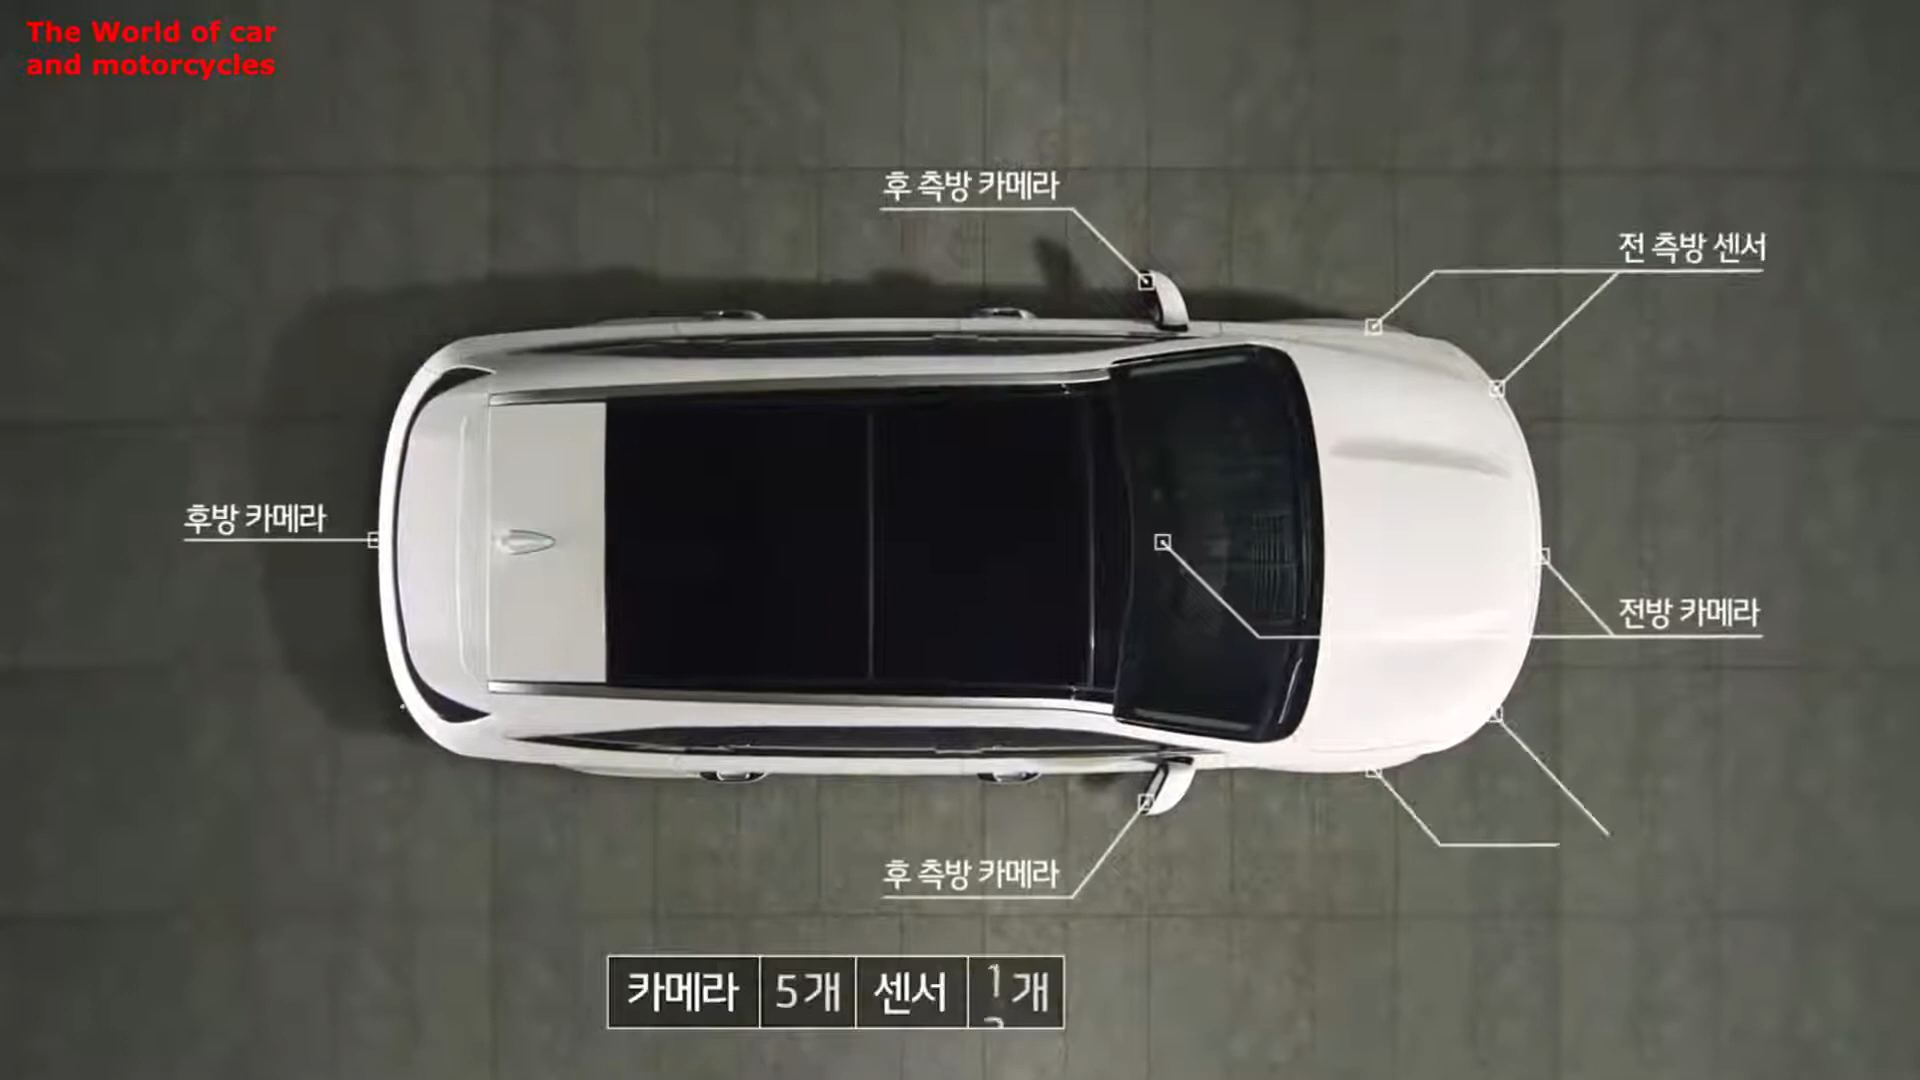 The World of car
and motorcycles
후 측방 카메라
전 측방 센서
후방 카메라
전방 카메라
후 측방 카메라
카메라 5개 센서 1개